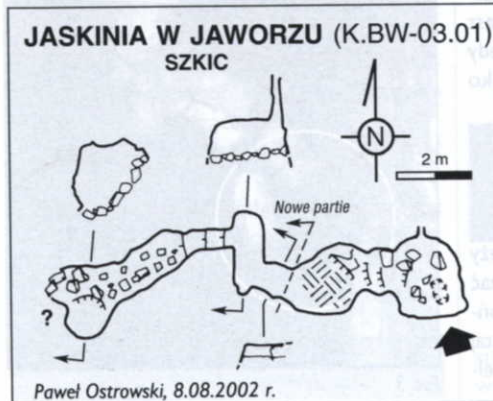 JASKINIA W JAWORZU (K.BW-03.01)
SZKIC
N
2 m
Nowe partie
?
Paweł Ostrowski, 8.08.2002 r.